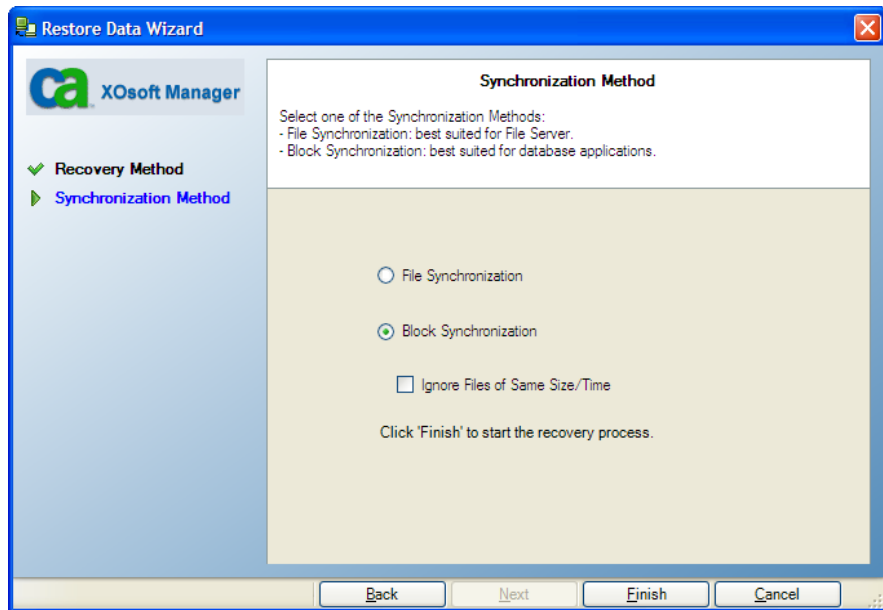 Restore Data Wizard
ca XOsoft Manager
Recovery Method
Synchronization Method
Synchronization Method
Select one of the Synchronization Methods:
- File Synchronization: best suited for File Server.
- Block Synchronization: best suited for database applications.
File Synchronization
Block Synchronization
Ignore Files of Same Size/Time
Click 'Finish' to start the recovery process.
Back Next Finish Cancel